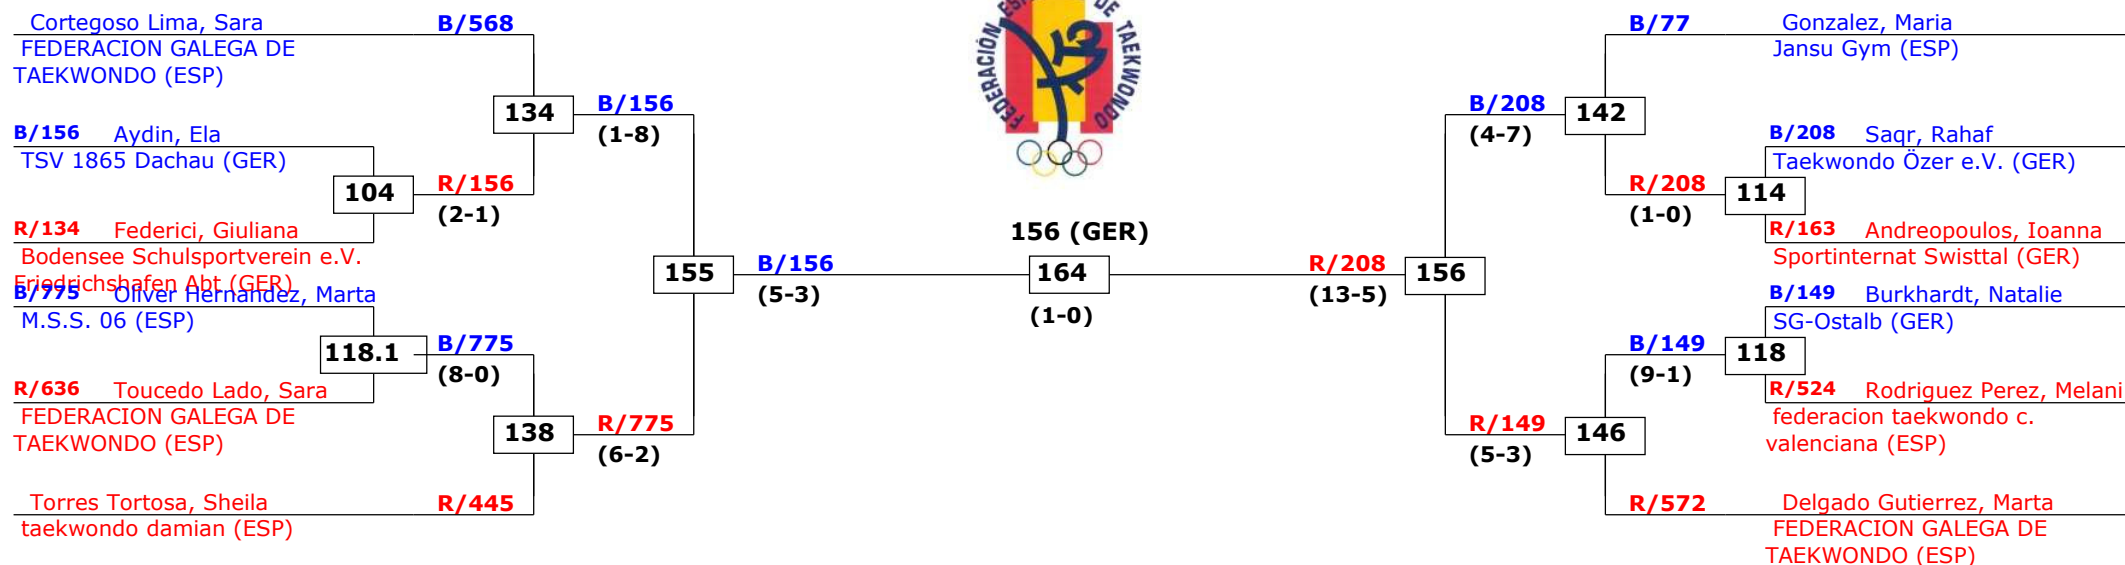 Cortegoso Lima, Sara
B/568
FEDERACION GALEGA DE
TAEKWONDO (ESP)
134
B/156
(1-8)
B/156 Aydin, Ela
TSV 1865 Dachau (GER)
104
R/156
(2-1)
R/134 Federici, Giuliana
Bodensee Schulsportverein e.V.
Friedrichshafen Abt (GER)
155
B/156
(5-3)
B/775 Oliver Hernandez, Marta
M.S.S. 06 (ESP)
118.1
B/775
(8-0)
R/636 Toucedo Lado, Sara
FEDERACION GALEGA DE
TAEKWONDO (ESP)
138
R/775
(6-2)
Torres Tortosa, Sheila
R/445
taekwondo damian (ESP)
FEDERACIÓN ESP
DE TAEKWONDO
156 (GER)
164
(1-0)
B/77
Gonzalez, Maria
Jansu Gym (ESP)
B/208
(4-7)
142
B/208 Saqr, Rahaf
Taekwondo Özer e.V. (GER)
R/208
(1-0)
114
R/163 Andreopoulos, Ioanna
Sportinternat Swisttal (GER)
R/208
(13-5)
156
B/149 Burkhardt, Natalie
SG-Ostalb (GER)
B/149
(9-1)
118
R/524 Rodriguez Perez, Melani
federacion taekwondo c.
valenciana (ESP)
R/149
(5-3)
146
R/572
Delgado Gutierrez, Marta
FEDERACION GALEGA DE
TAEKWONDO (ESP)